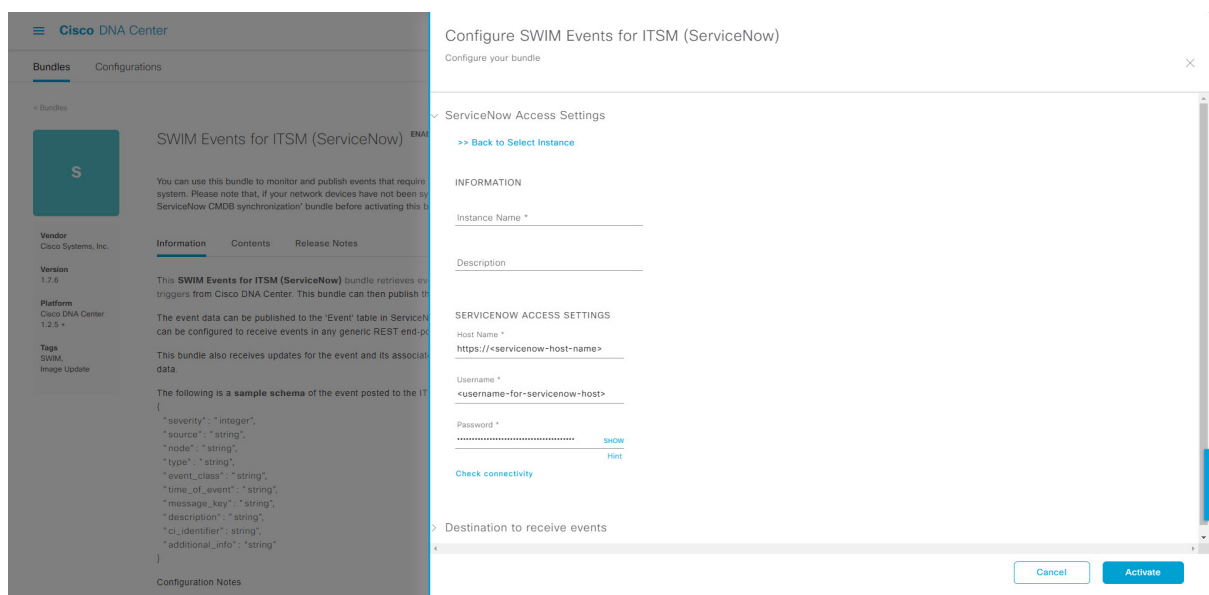 Cisco DNA Center
Bundles Configurations
< Bundles
S
SWIM Events for ITSM (ServiceNow)
You can use this bundle to monitor and publish events that require
system. Please note that, if your network devices have not been sy
ServiceNow CMDB synchronization' bundle before activating this b
Vendor
Cisco Systems, Inc.
Version
1.7.6
Platform
Cisco DNA Center
1.2.5 +
Tags
SWIM,
Image Update
Information Contents Release Notes
This SWIM Events for ITSM (ServiceNow) bundle retrieves ev
triggers from Cisco DNA Center. This bundle can then publish th
The event data can be published to the 'Event' table in ServiceN
can be configured to receive events in any generic REST end-po
This bundle also receives updates for the event and its associat
data.
The following is a sample schema of the event posted to the IT
{
"severity" : "integer",
"source" : "string",
"node" : "string",
"type" : "string",
"event_class" : "string",
"time_of_event" : "string",
"message_key" : "string",
"description" : "string",
"ci_identifier" : string",
"additional_info" : "string"
}
Configuration Notes
Configure SWIM Events for ITSM (ServiceNow)
Configure your bundle
ServiceNow Access Settings
>> Back to Select Instance
INFORMATION
Instance Name *
Description
SERVICENOW ACCESS SETTINGS
Host Name *
https://<servicenow-host-name>
Username *
<username-for-servicenow-host>
Password *
SHOW
Hint
Check connectivity
Destination to receive events
Cancel Activate